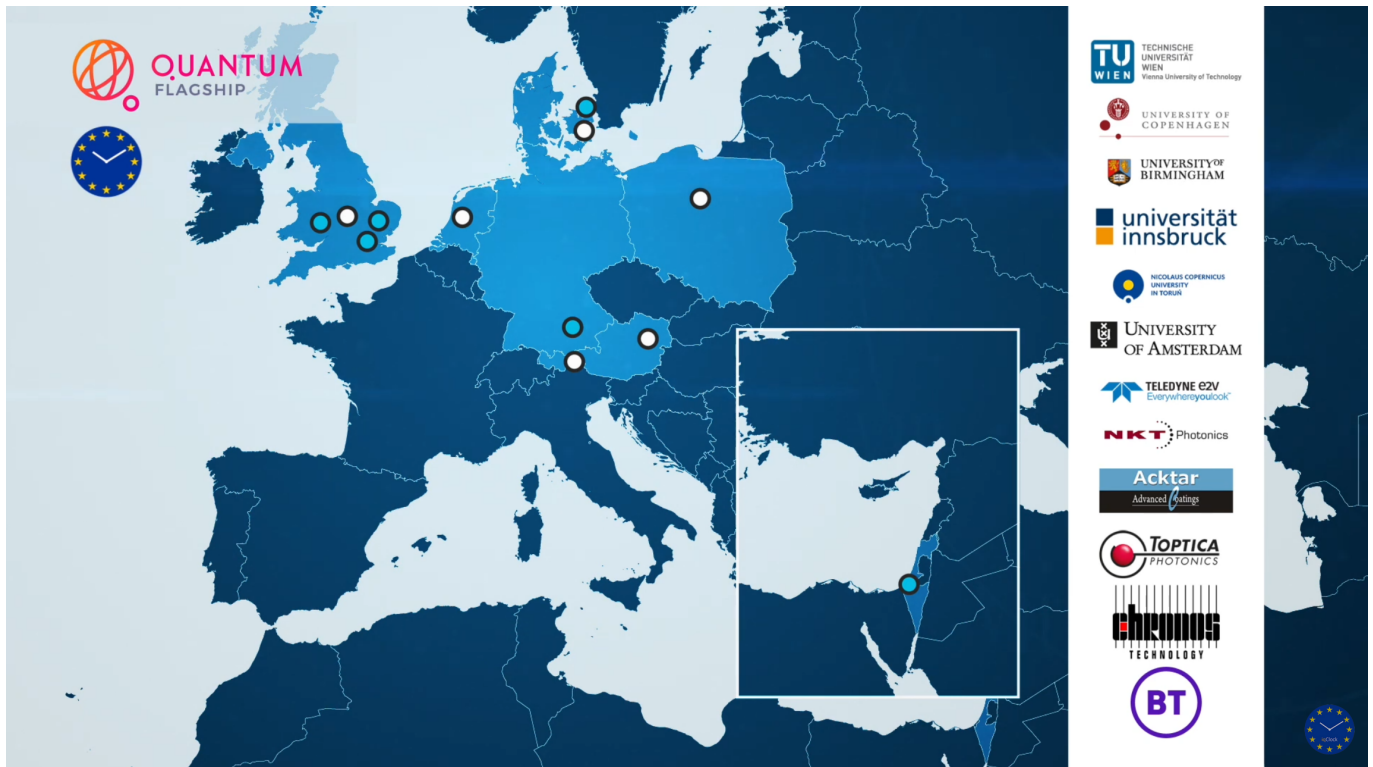 QUANTUM
FLAGSHIP
TU
WIEN
TECHNISCHE
UNIVERSITÄT
WIEN
Vienna University of Technology
UNIVERSITY OF
COPENHAGEN
UNIVERSITYOF
BIRMINGHAM
universität
innsbruck
NICOLAUS COPERNICUS
UNIVERSITY
IN TORUŃ
UNIVERSITY
OF AMSTERDAM
TELEDYNE e2v
Everywhereyoulook
NKT Photonics
Acktar
Advanced Coatings
TOPTICA
PHOTONICS
chronos
TECHNOLOGY
BT